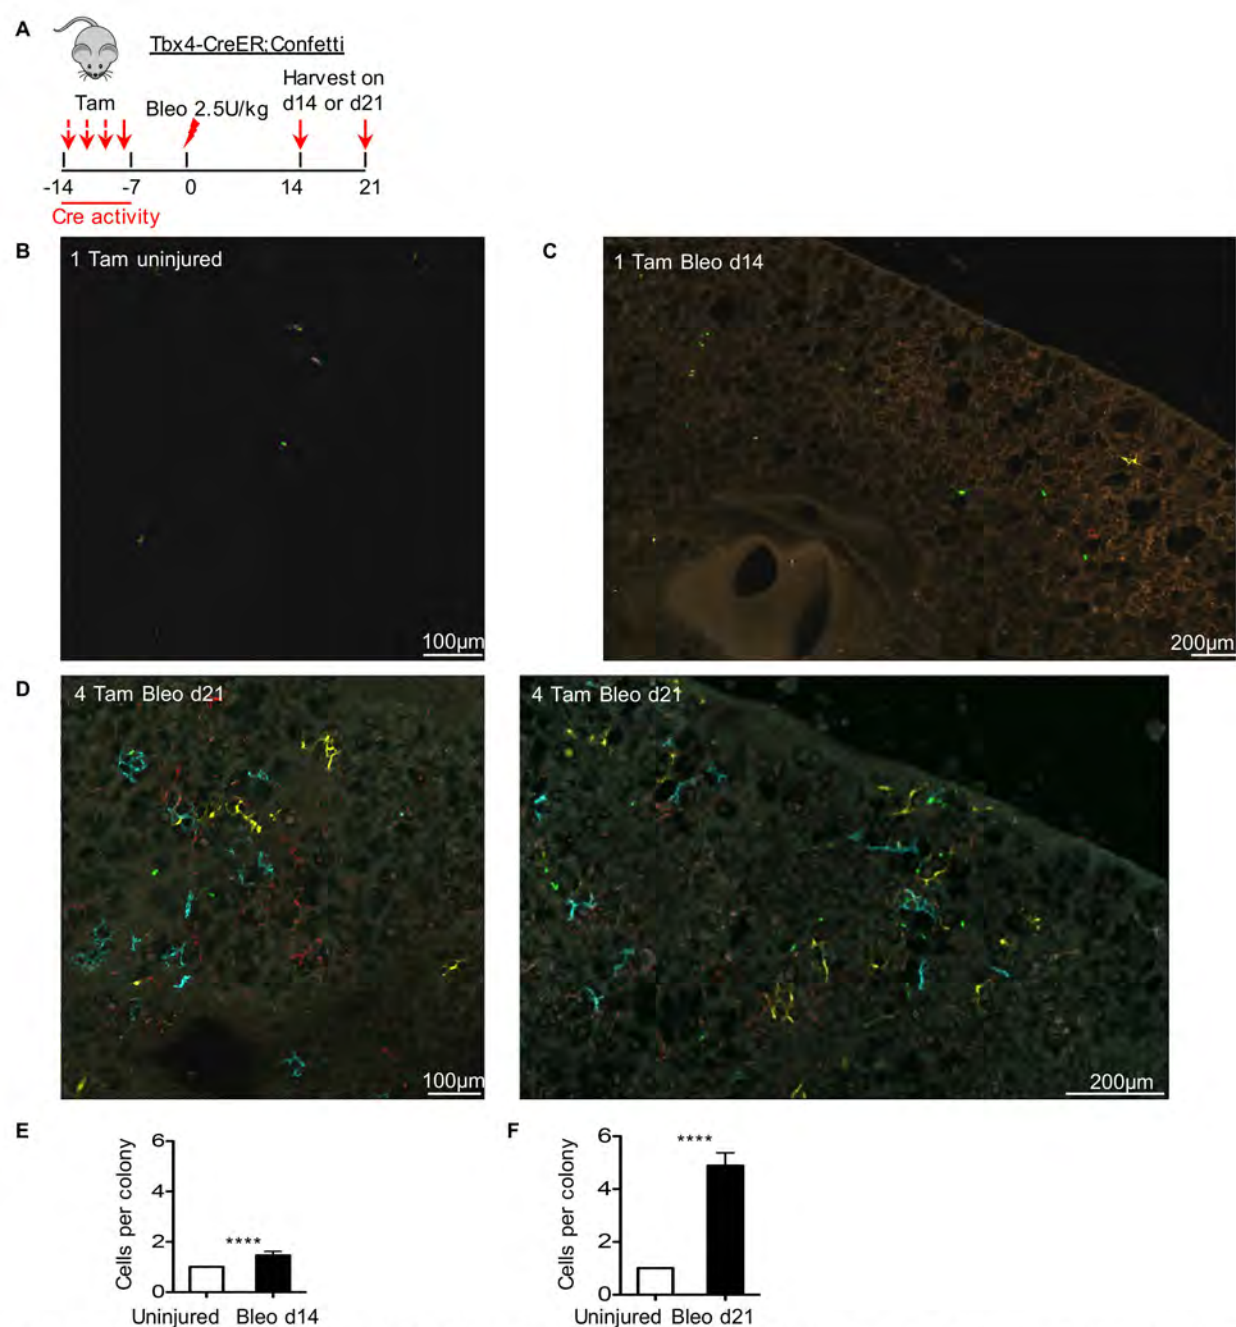 A
Tbx4-CreER;Confetti
Harvest on
Tam
Bleo 2.5U/kg
d14 or d21
-14
-7
0
14
21
Cre activity
B
1 Tam uninjured
100µm
C
1 Tam Bleo d14
200µm
D
4 Tam Bleo d21
100µm
4 Tam Bleo d21
200µm
E
Cells per colony
6
4
2
0
****
Uninjured
Bleo d14
F
Cells per colony
6
4
2
0
****
Uninjured
Bleo d21